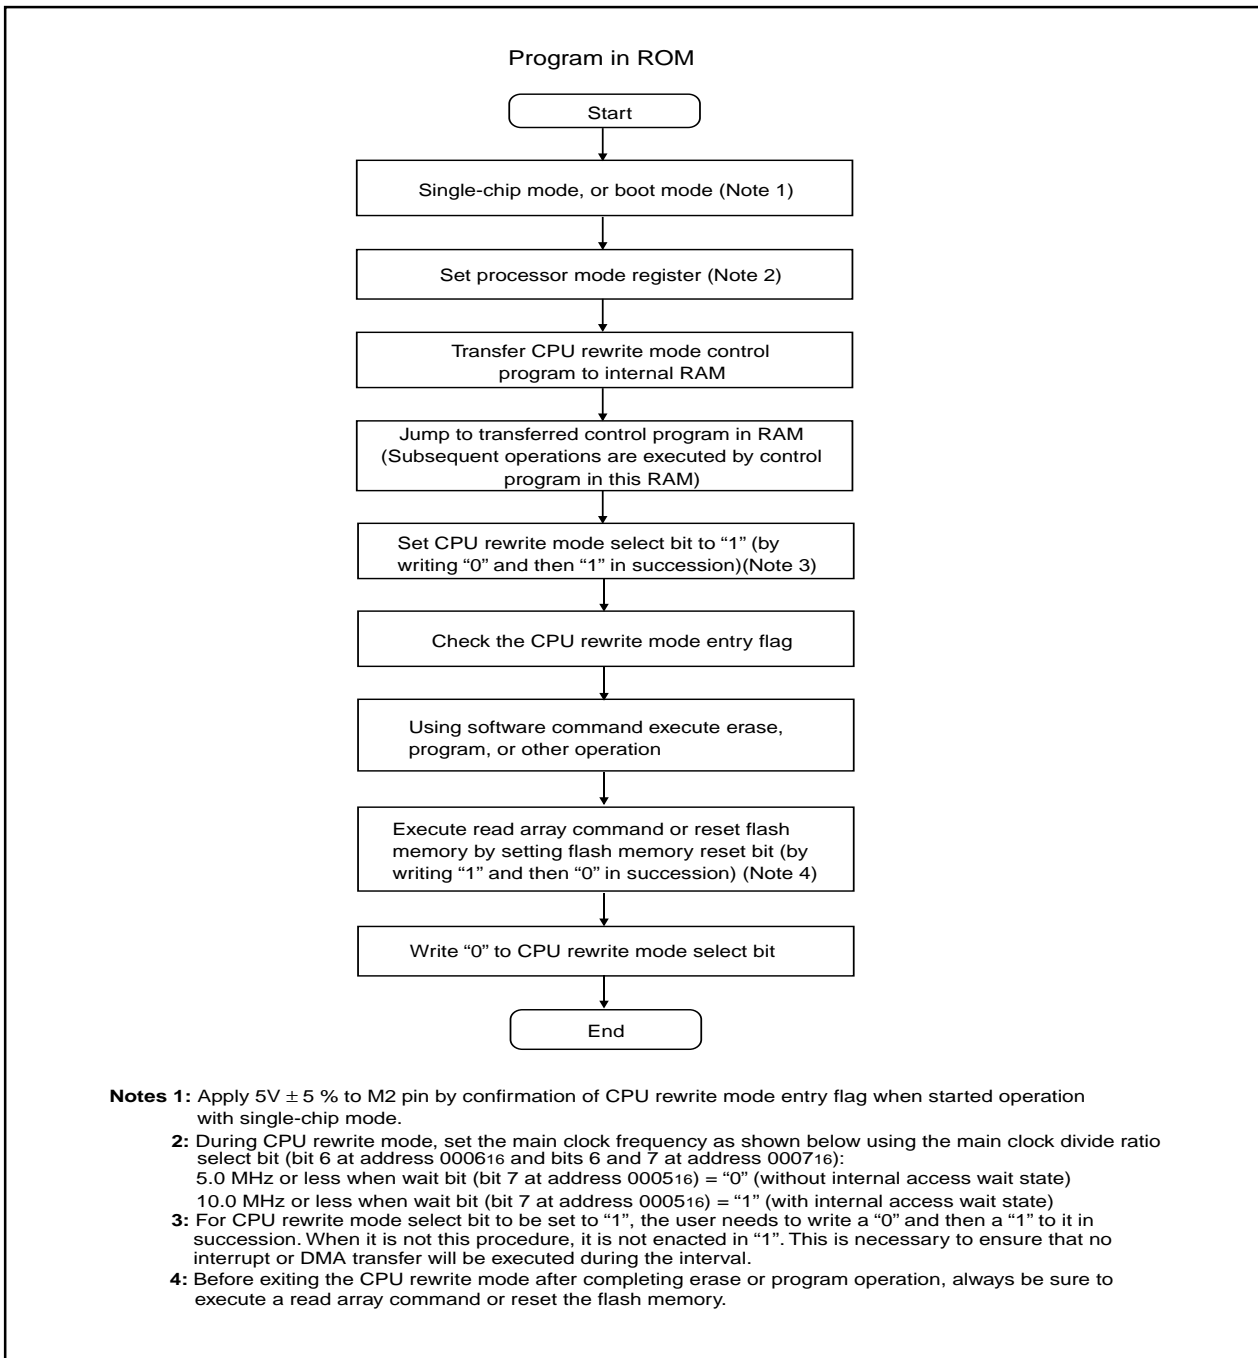 Program in ROM
Start
Single-chip mode, or boot mode (Note 1)
Set processor mode register (Note 2)
Transfer CPU rewrite mode control
program to internal RAM
Jump to transferred control program in RAM
(Subsequent operations are executed by control
program in this RAM)
Set CPU rewrite mode select bit to “1” (by
writing “0” and then “1” in succession)(Note 3)
Check the CPU rewrite mode entry flag
Using software command execute erase,
program, or other operation
Execute read array command or reset flash
memory by setting flash memory reset bit (by
writing “1” and then “0” in succession) (Note 4)
Write “0” to CPU rewrite mode select bit
End
Notes 1: Apply 5V ± 5 % to M2 pin by confirmation of CPU rewrite mode entry flag when started operation
with single-chip mode.
2: During CPU rewrite mode, set the main clock frequency as shown below using the main clock divide ratio
select bit (bit 6 at address 000616 and bits 6 and 7 at address 000716):
5.0 MHz or less when wait bit (bit 7 at address 000516) = “0” (without internal access wait state)
10.0 MHz or less when wait bit (bit 7 at address 000516) = “1” (with internal access wait state)
3: For CPU rewrite mode select bit to be set to “1”, the user needs to write a “0” and then a “1” to it in
succession. When it is not this procedure, it is not enacted in “1”. This is necessary to ensure that no
interrupt or DMA transfer will be executed during the interval.
4: Before exiting the CPU rewrite mode after completing erase or program operation, always be sure to
execute a read array command or reset the flash memory.